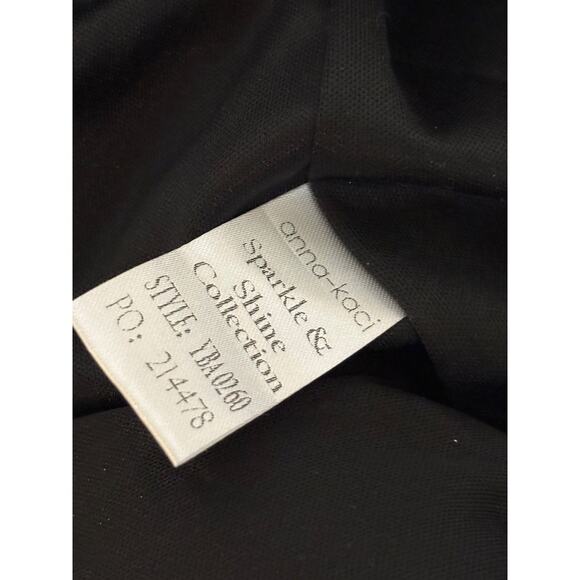 anna-kaci
Sparkle &
Shine
Collection
STYLE: YBA0260
PO: 214478